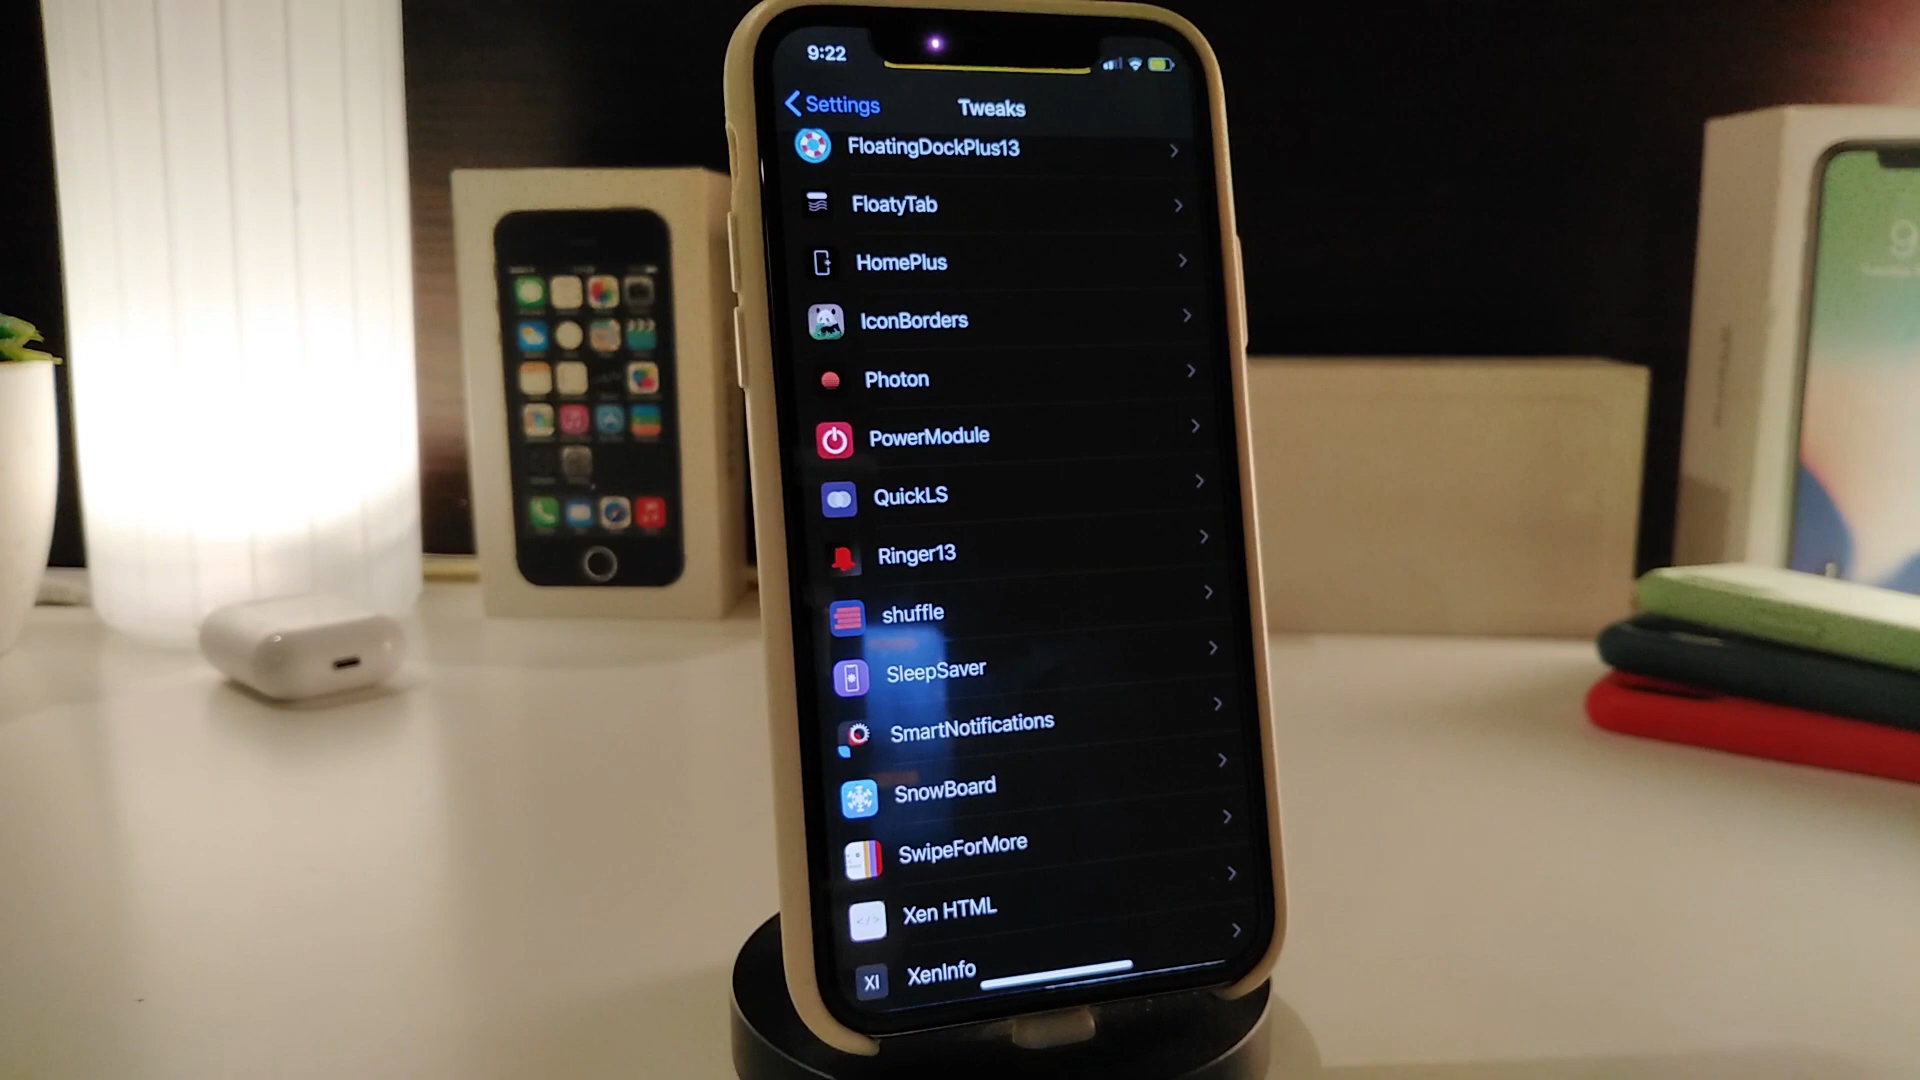 9:22
Settings
Tweaks
FloatingDockPlus13
FloatyTab
HomePlus
IconBorders
Photon
PowerModule
QuickLS
Ringer13
shuffle
SleepSaver
SmartNotifications
SnowBoard
SwipeForMore
</> Xen HTML
XI XenInfo
9